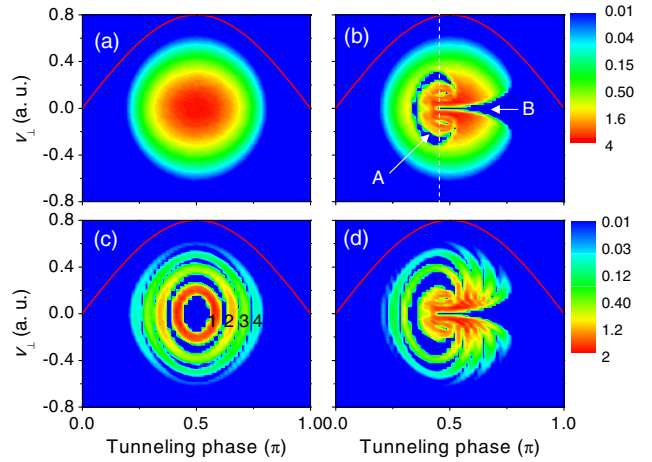 0.8
0.4
0.0
-0.4
-0.8
ν⊥ (a. u.)
(a)
(b)
A
B
0.01
0.05
0.15
0.50
1.6
4
0.8
0.4
0.0
-0.4
-0.8
ν⊥ (a. u.)
(c)
1 2 3 4
(d)
0.01
0.03
0.12
0.40
1.2
2
0.0 0.5 1.0
0.0 0.5 1.0
Tunneling phase (π)
Tunneling phase (π)